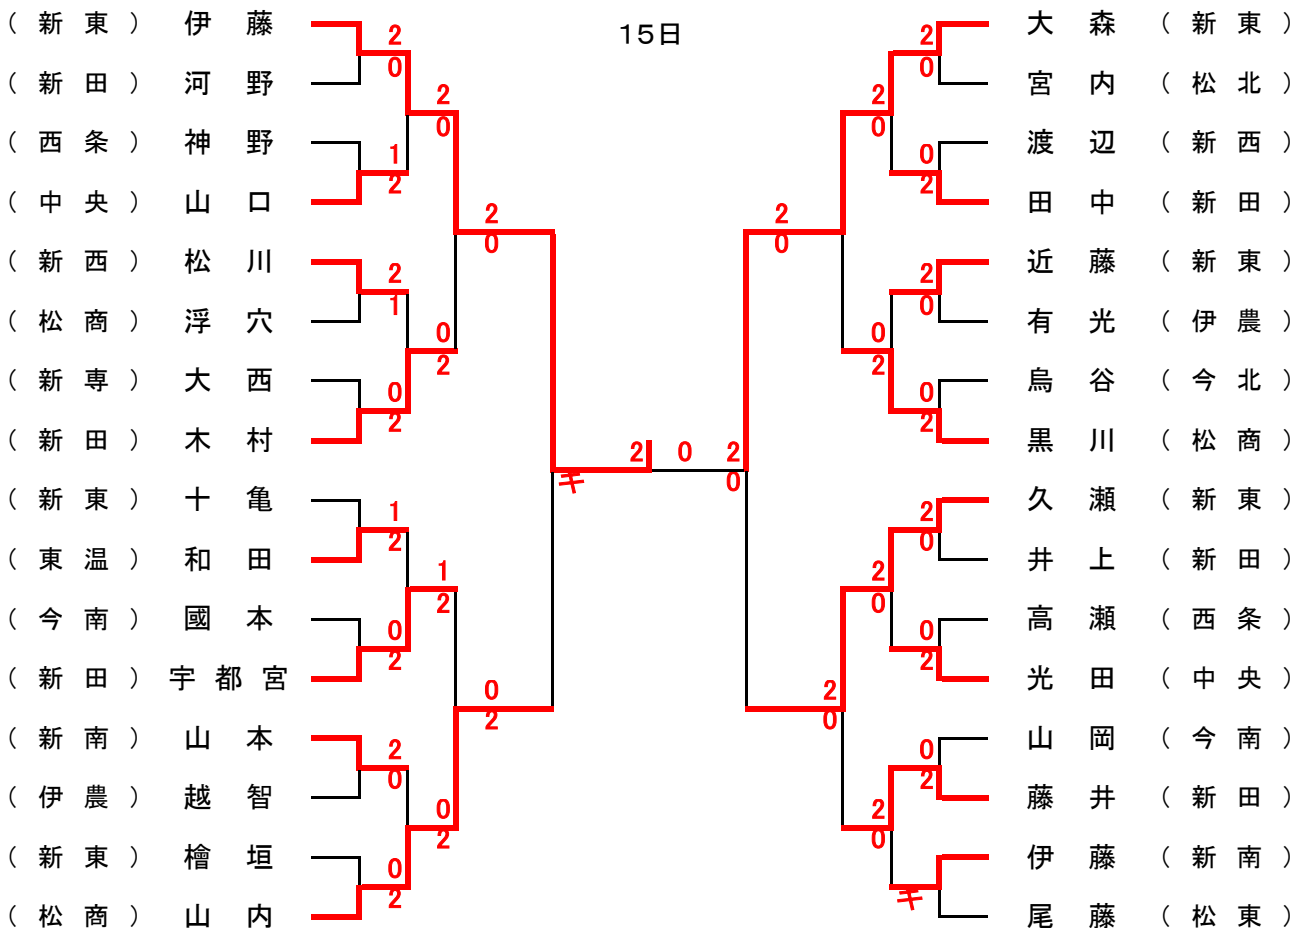 15日
(新東) 伊藤
2
0
(新田) 河野
2
0
(西条) 神野
1
2
(中央) 山口
2
0
(新西) 松川
2
1
(松商) 浮穴
0
2
(新専) 大西
0
2
(新田) 木村
キ
2 0
(新東) 十亀
1
2
(東温) 和田
1
2
(今南) 國本
0
2
(新田) 宇都宮
0
2
(新南) 山本
2
0
(伊農) 越智
0
2
(新東) 檜垣
0
2
(松商) 山内
大森 (新東)
2
0
宮内 (松北)
2
0
渡辺 (新西)
0
2
田中 (新田)
2
0
近藤 (新東)
2
0
有光 (伊農)
0
2
烏谷 (今北)
0
2
黒川 (松商)
2
0
久瀬 (新東)
2
0
井上 (新田)
2
0
高瀬 (西条)
0
2
光田 (中央)
2
0
山岡 (今南)
0
2
藤井 (新田)
2
0
伊藤 (新南)
キ
尾藤 (松東)